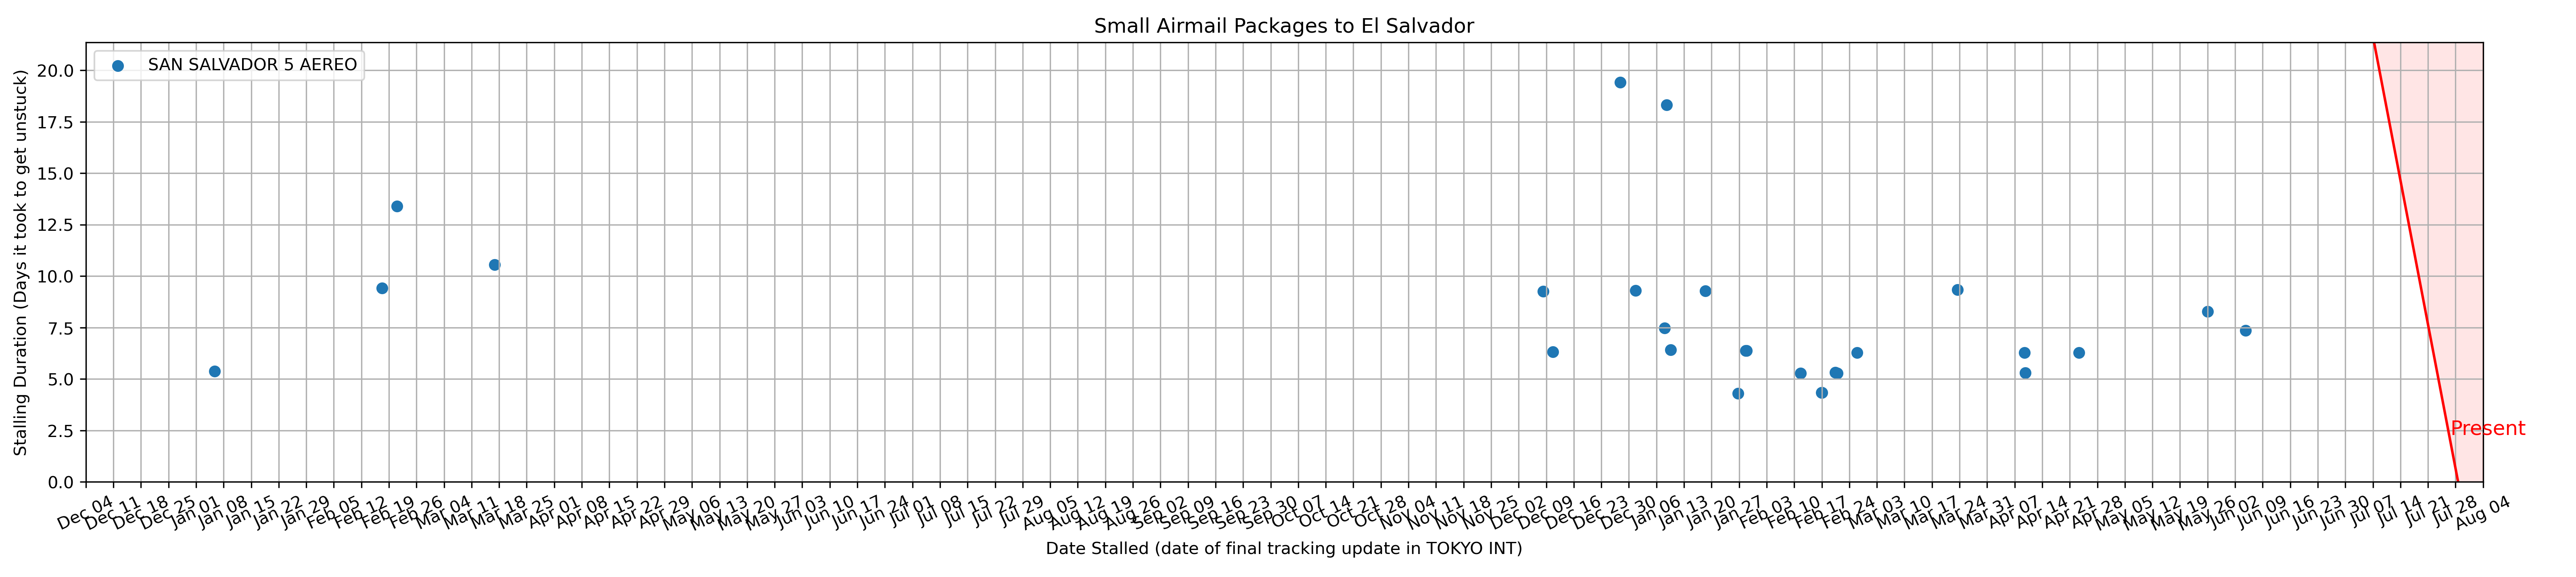 Small Airmail Packages to El Salvador
SAN SALVADOR 5 AEREO
Stalling Duration (Days it took to get unstuck)
20.0
17.5
15.0
12.5
10.0
7.5
5.0
2.5
0.0
Present
Dec 04
Dec 11
Dec 18
Dec 25
Jan 01
Jan 08
Jan 15
Jan 22
Jan 29
Feb 05
Feb 12
Feb 19
Feb 26
Mar 04
Mar 11
Mar 18
Mar 25
Apr 01
Apr 08
Apr 15
Apr 22
Apr 29
May 06
May 13
May 20
May 27
Jun 03
Jun 10
Jun 17
Jun 24
Jul 01
Jul 08
Jul 15
Jul 22
Jul 29
Aug 05
Aug 12
Aug 19
Aug 26
Sep 02
Sep 09
Sep 16
Sep 23
Sep 30
Oct 07
Oct 14
Oct 21
Oct 28
Nov 04
Nov 11
Nov 18
Nov 25
Dec 02
Dec 09
Dec 16
Dec 23
Dec 30
Jan 06
Jan 13
Jan 20
Jan 27
Feb 03
Feb 10
Feb 17
Feb 24
Mar 03
Mar 10
Mar 17
Mar 24
Mar 31
Apr 07
Apr 14
Apr 21
Apr 28
May 05
May 12
May 19
May 26
Jun 02
Jun 09
Jun 16
Jun 23
Jun 30
Jul 07
Jul 14
Jul 21
Jul 28
Aug 04
Date Stalled (date of final tracking update in TOKYO INT)